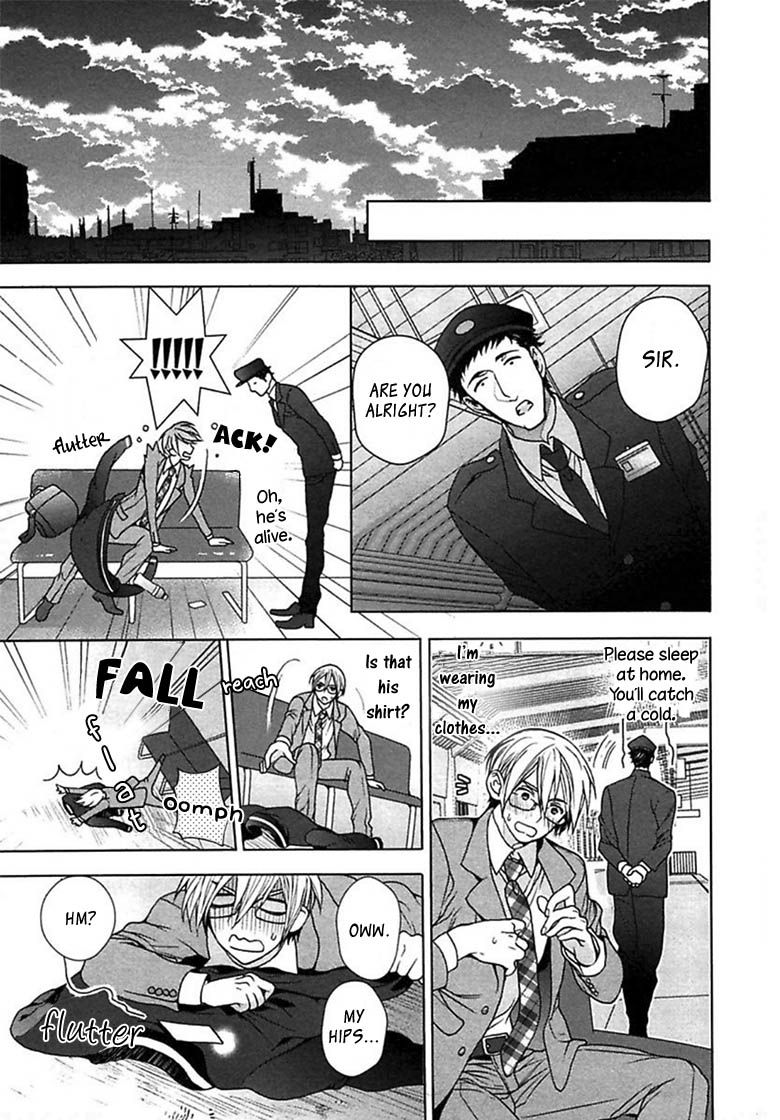 SIR.
ARE YOU
ALRIGHT?
!!!!!
flutter
ACK!
Oh,
he's
alive.
Please sleep
at home.
You'll catch
a cold.
I'm
wearing
my
clothes...
Is that
his
shirt?
reach
FALL
flat
oomph
OWW.
MY
HIPS...
HM?
flutter